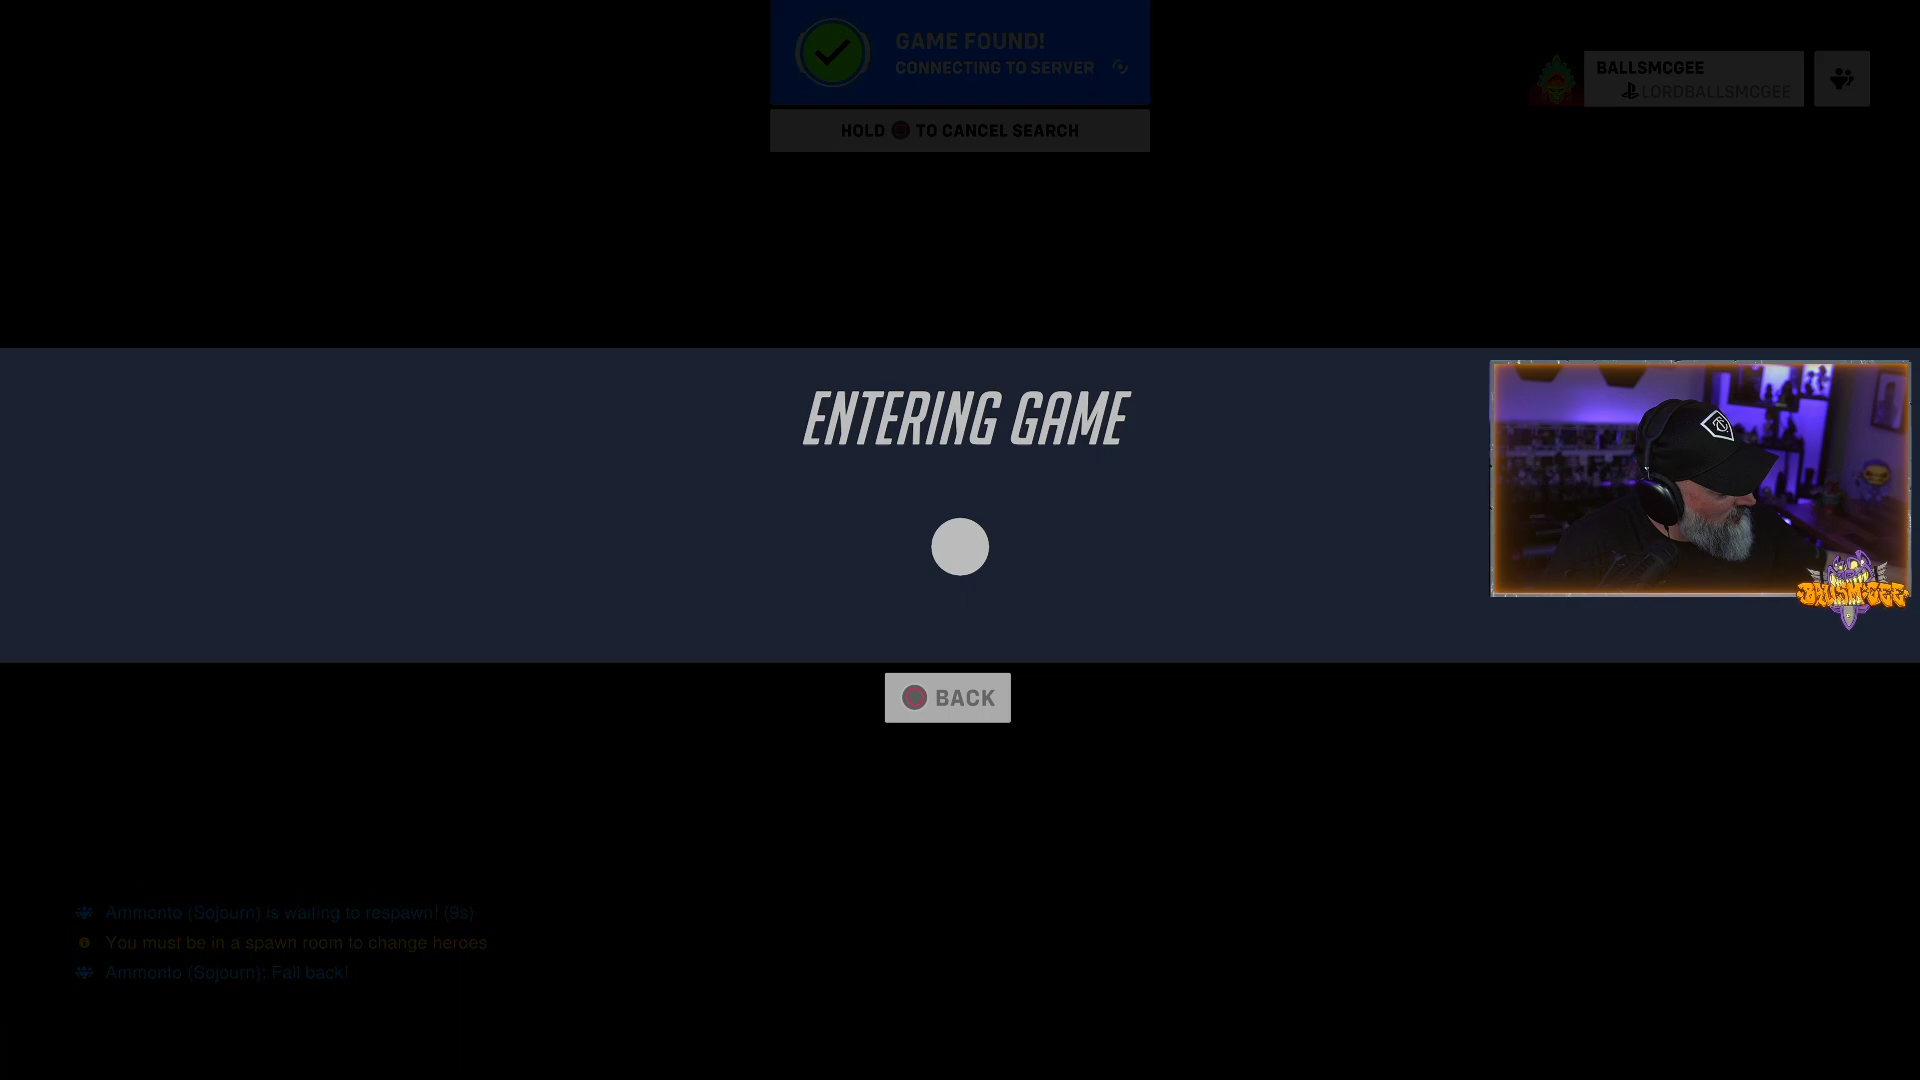 GAME FOUND!
CONNECTING TO SERVER
HOLD TO CANCEL SEARCH
BALLSMCGEE
LORDBALLSMCGEE
ENTERING GAME
BALLSMCGEE
BACK
Ammonto (Sojourn) is waiting to respawn! (9s)
You must be in a spawn room to change heroes
Ammonto (Sojourn): Fall back!